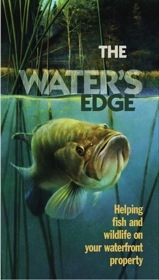 THE
WATER'S
EDGE
Helping
fish and
wildlife on
your waterfront
property